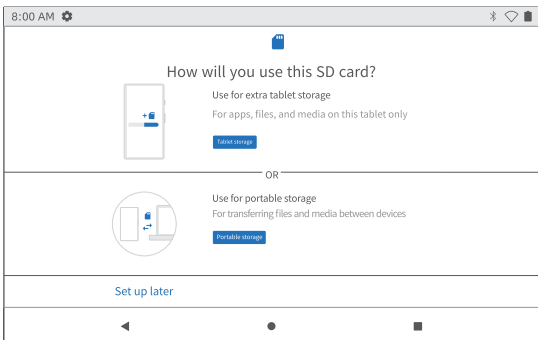 8:00 AM
How will you use this SD card?
Use for extra tablet storage
For apps, files, and media on this tablet only
Tablet storage
OR
Use for portable storage
For transferring files and media between devices
Portable storage
Set up later